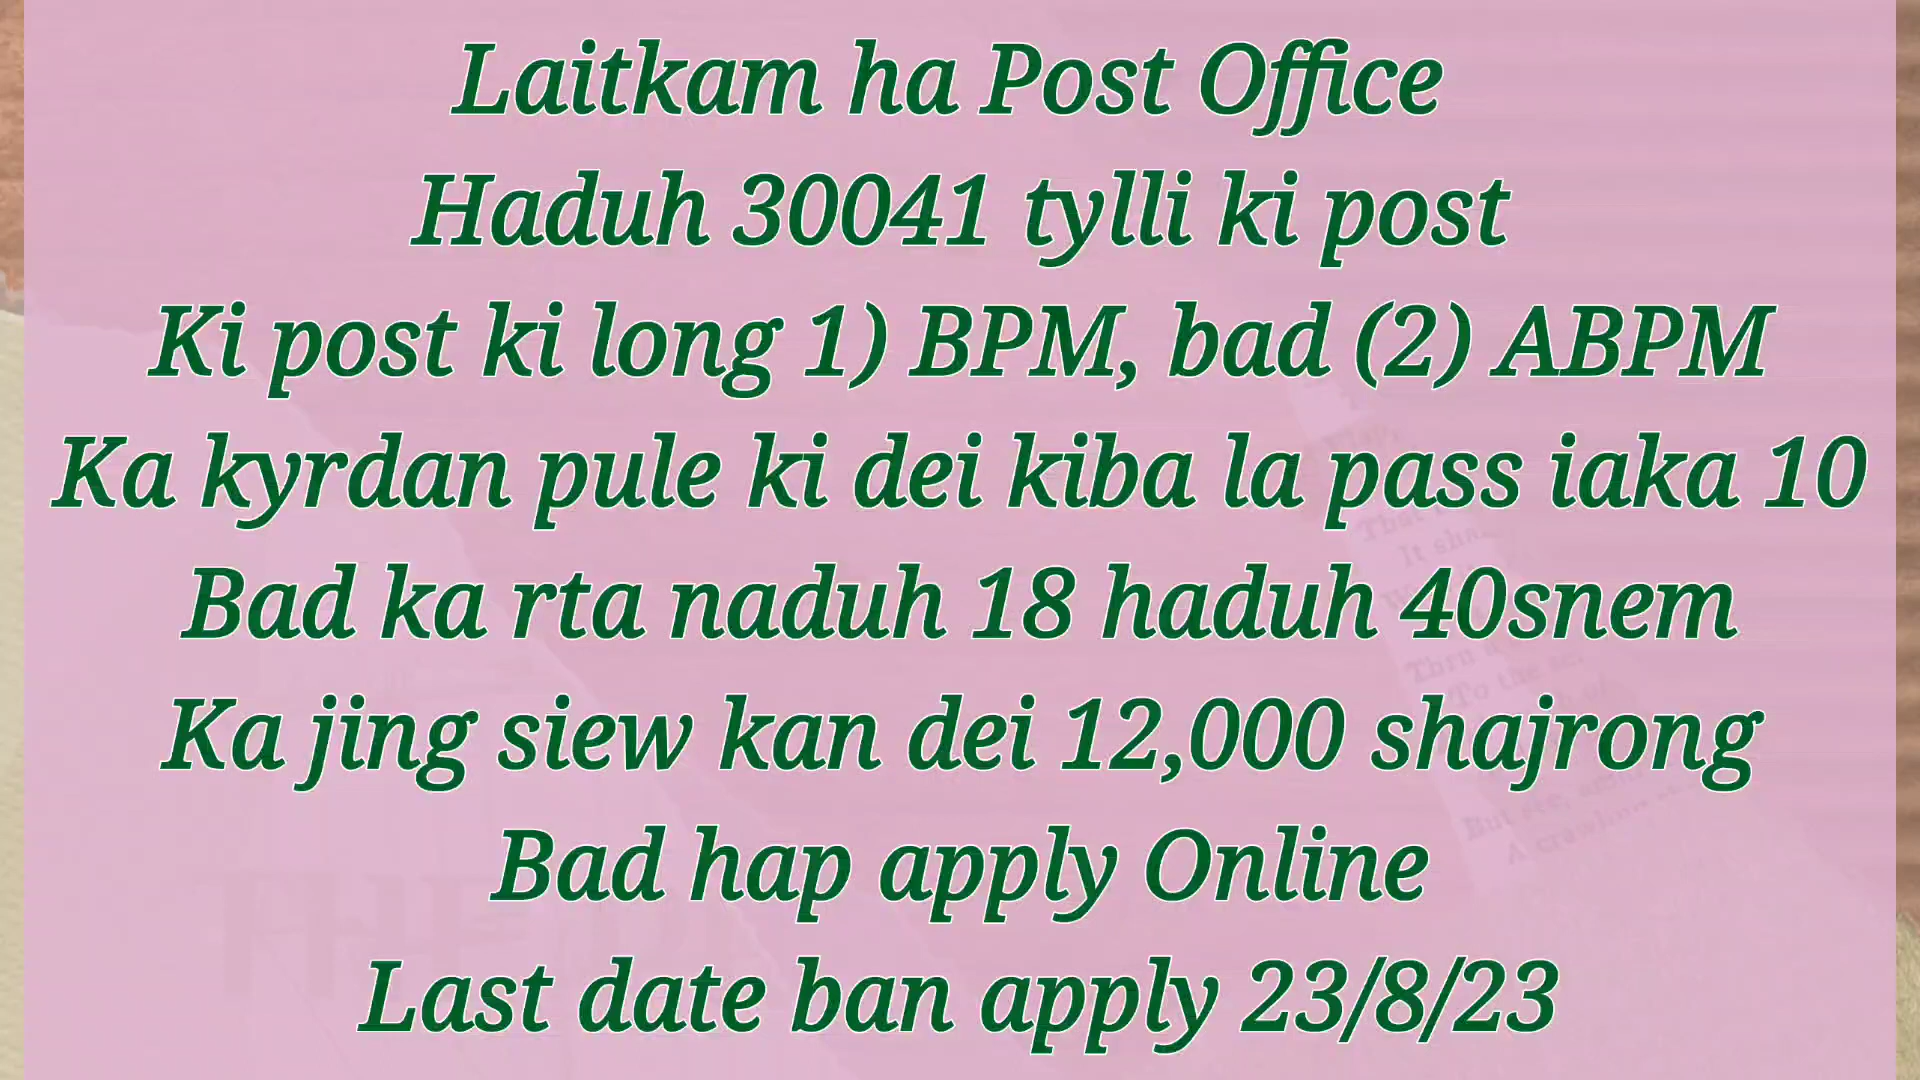 Laitkam ha Post Office
Haduh 30041 tylli ki post
Ki post ki long 1) BPM, bad (2) ABPM
Ka kyrdan pule ki dei kiba la pass iaka 10
Bad ka rta naduh 18 haduh 40snem
Ka jing siew kan dei 12,000 shajrong
Bad hap apply Online
Last date ban apply 23/8/23